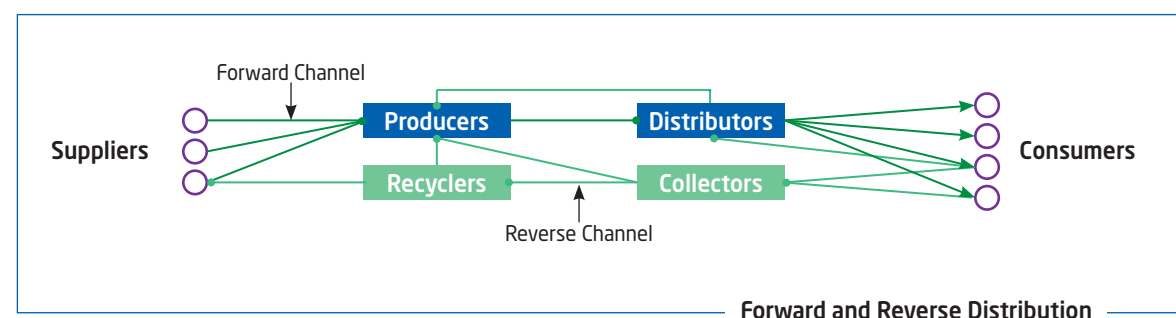 Forward Channel
Producers
Distributors
Suppliers
Consumers
Recyclers
Collectors
Reverse Channel
Forward and Reverse Distribution